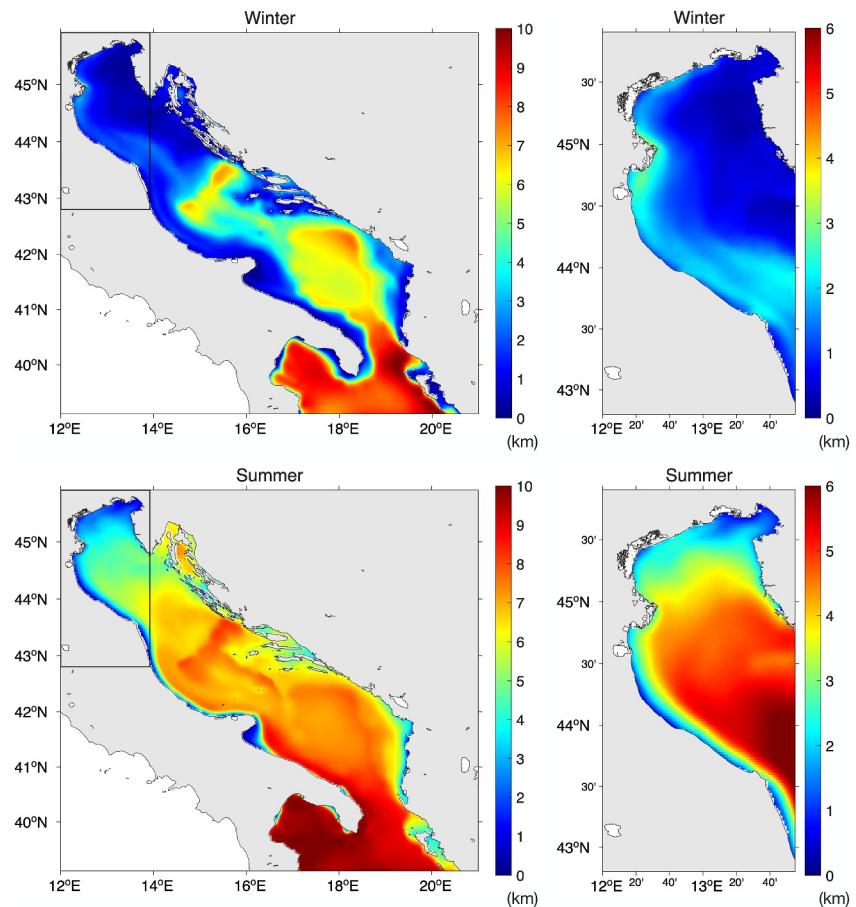 Winter
45ºN
44ºN
43ºN
42ºN
41ºN
40ºN
12ºE 14ºE 16ºE 18ºE 20ºE
10
9
8
7
6
5
4
3
2
1
0
(km)
Winter
30'
45ºN
30'
44ºN
30'
43ºN
12ºE 20' 40' 13ºE 20' 40'
6
5
4
3
2
1
0
(km)
Summer
45ºN
44ºN
43ºN
42ºN
41ºN
40ºN
12ºE 14ºE 16ºE 18ºE 20ºE
10
9
8
7
6
5
4
3
2
1
0
(km)
Summer
30'
45ºN
30'
44ºN
30'
43ºN
12ºE 20' 40' 13ºE 20' 40'
6
5
4
3
2
1
0
(km)